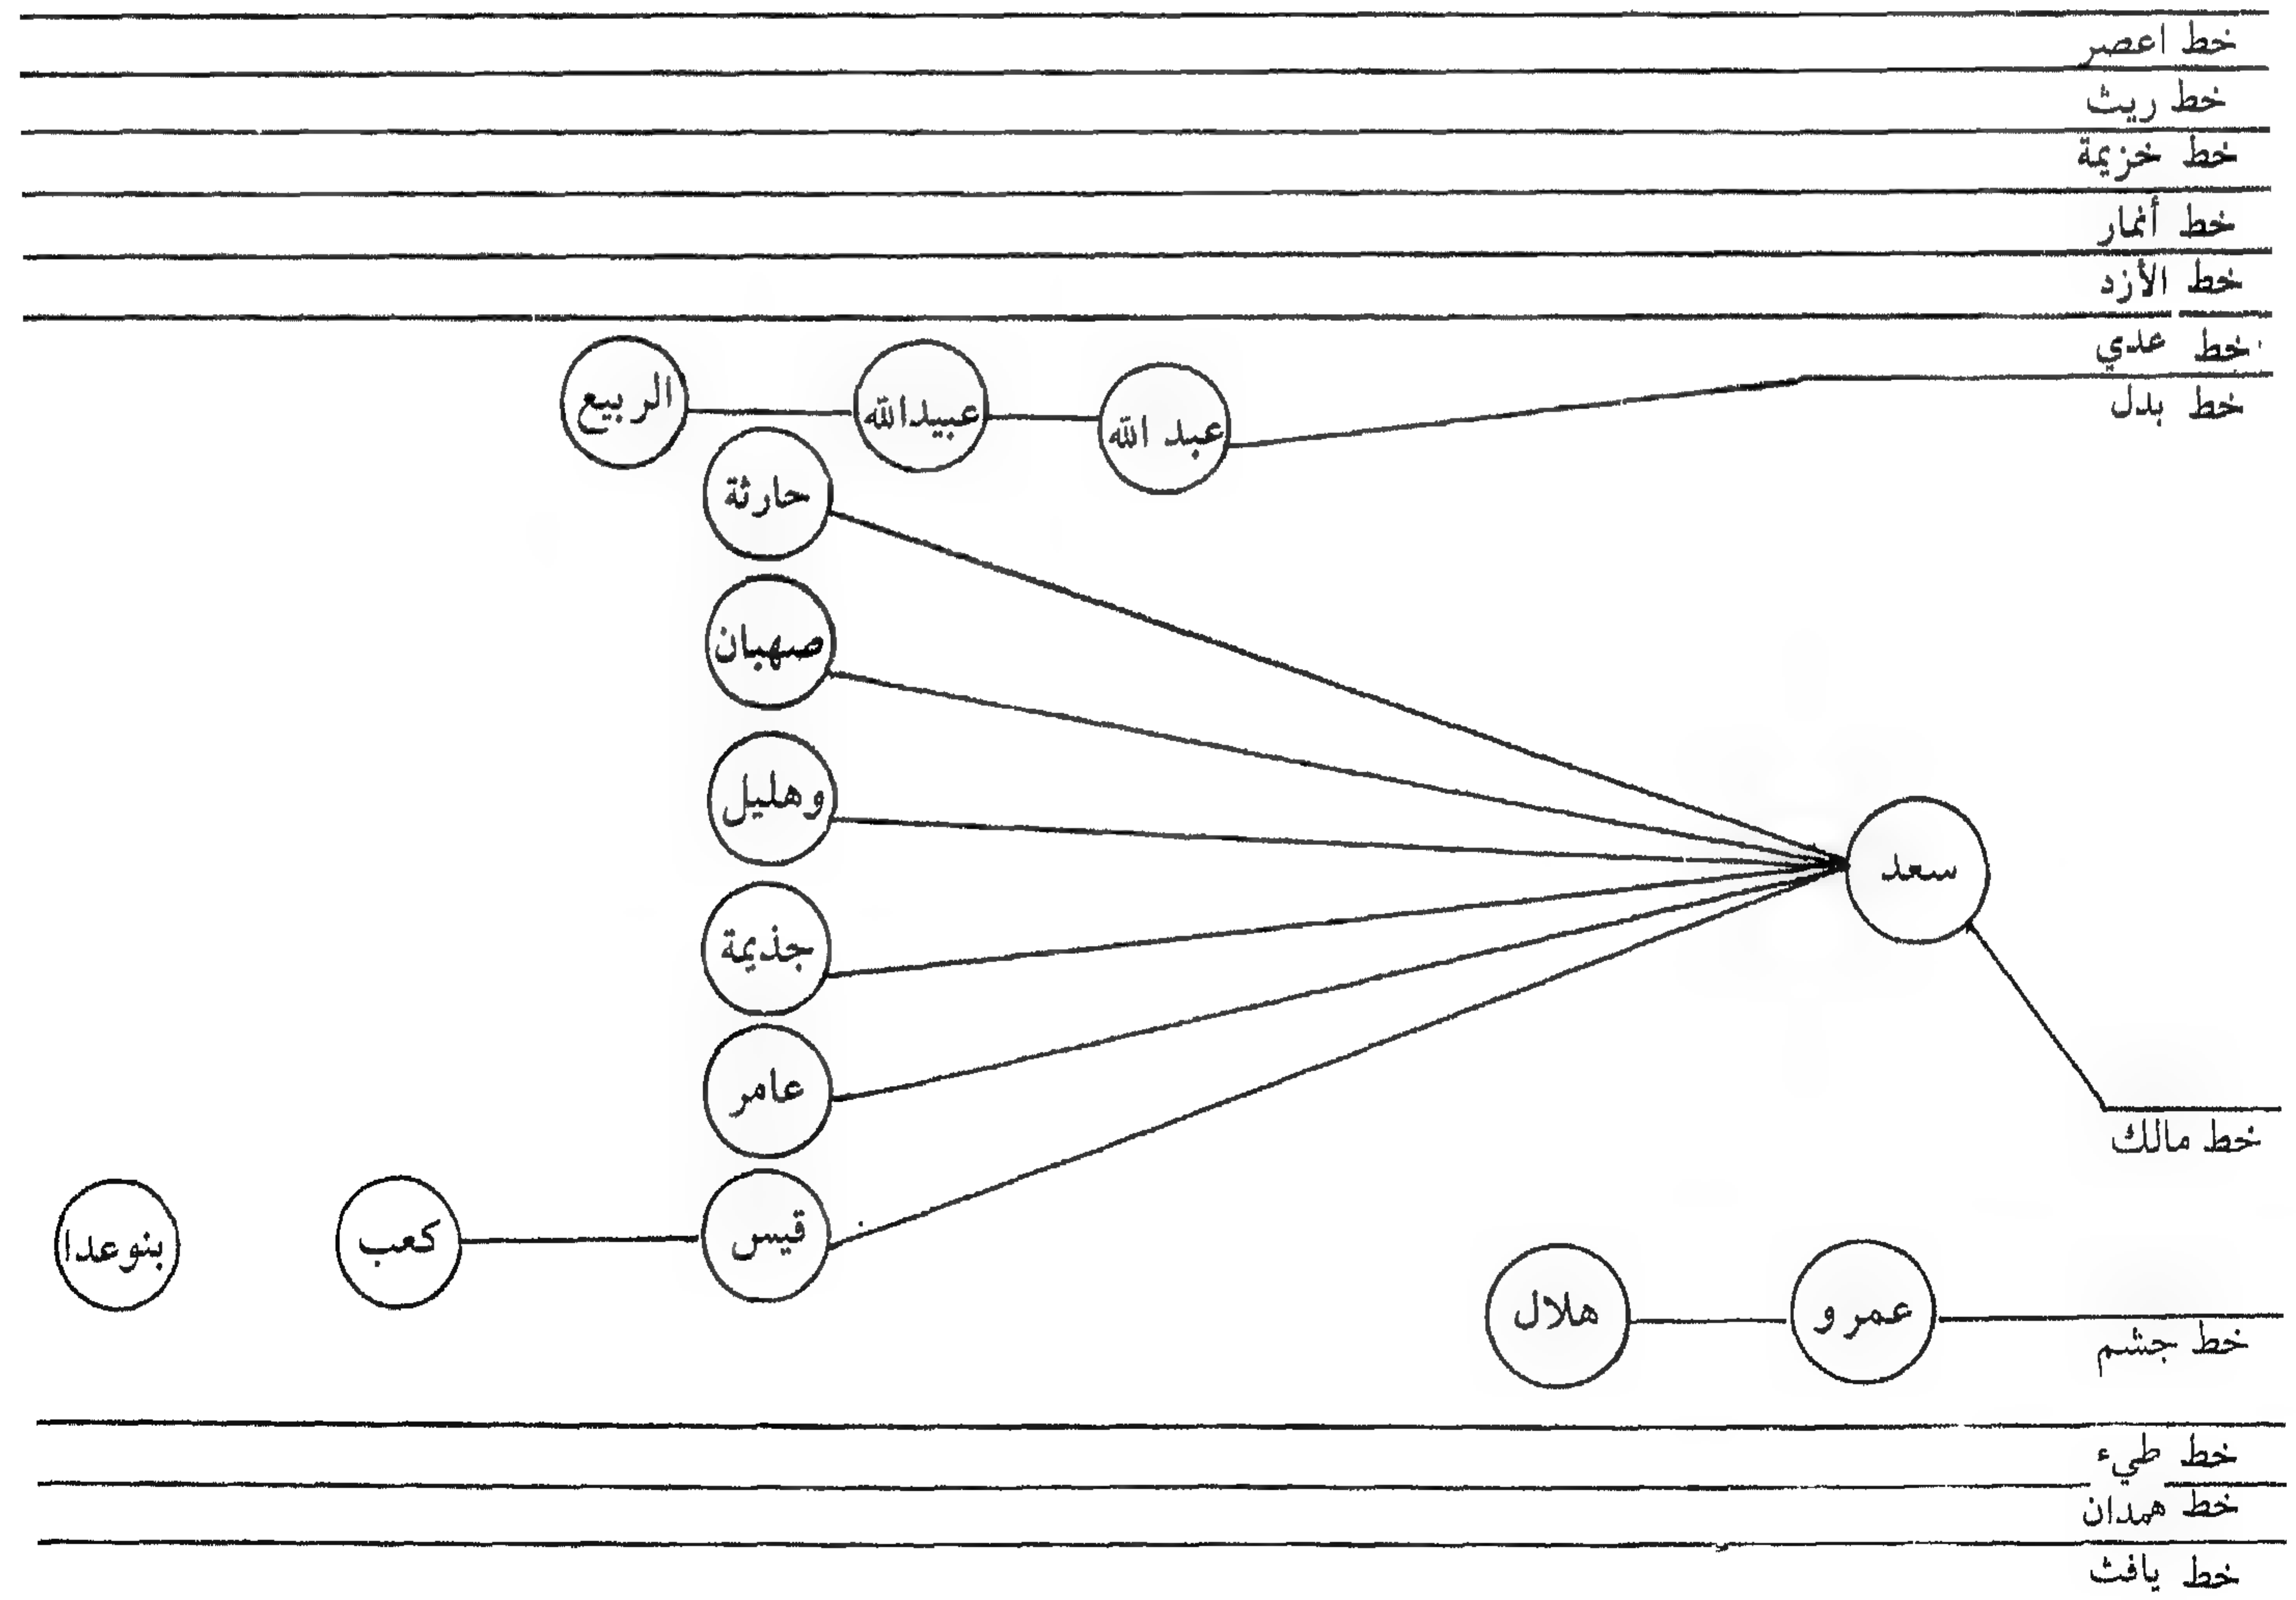 خط اعصر
خط ريث
خط خزيمة
خط أنمار
خط الأزد
خط عدي
خط بدل
عبد الله
عبيدالله
الربيع
حارثة
صهبان
وهليل
سعد
جذيمة
عامر
خط مالك
قيس
كعب
بنوعدا
عمرو
هلال
خط جشم
خط طيء
خط همدان
خط يافث